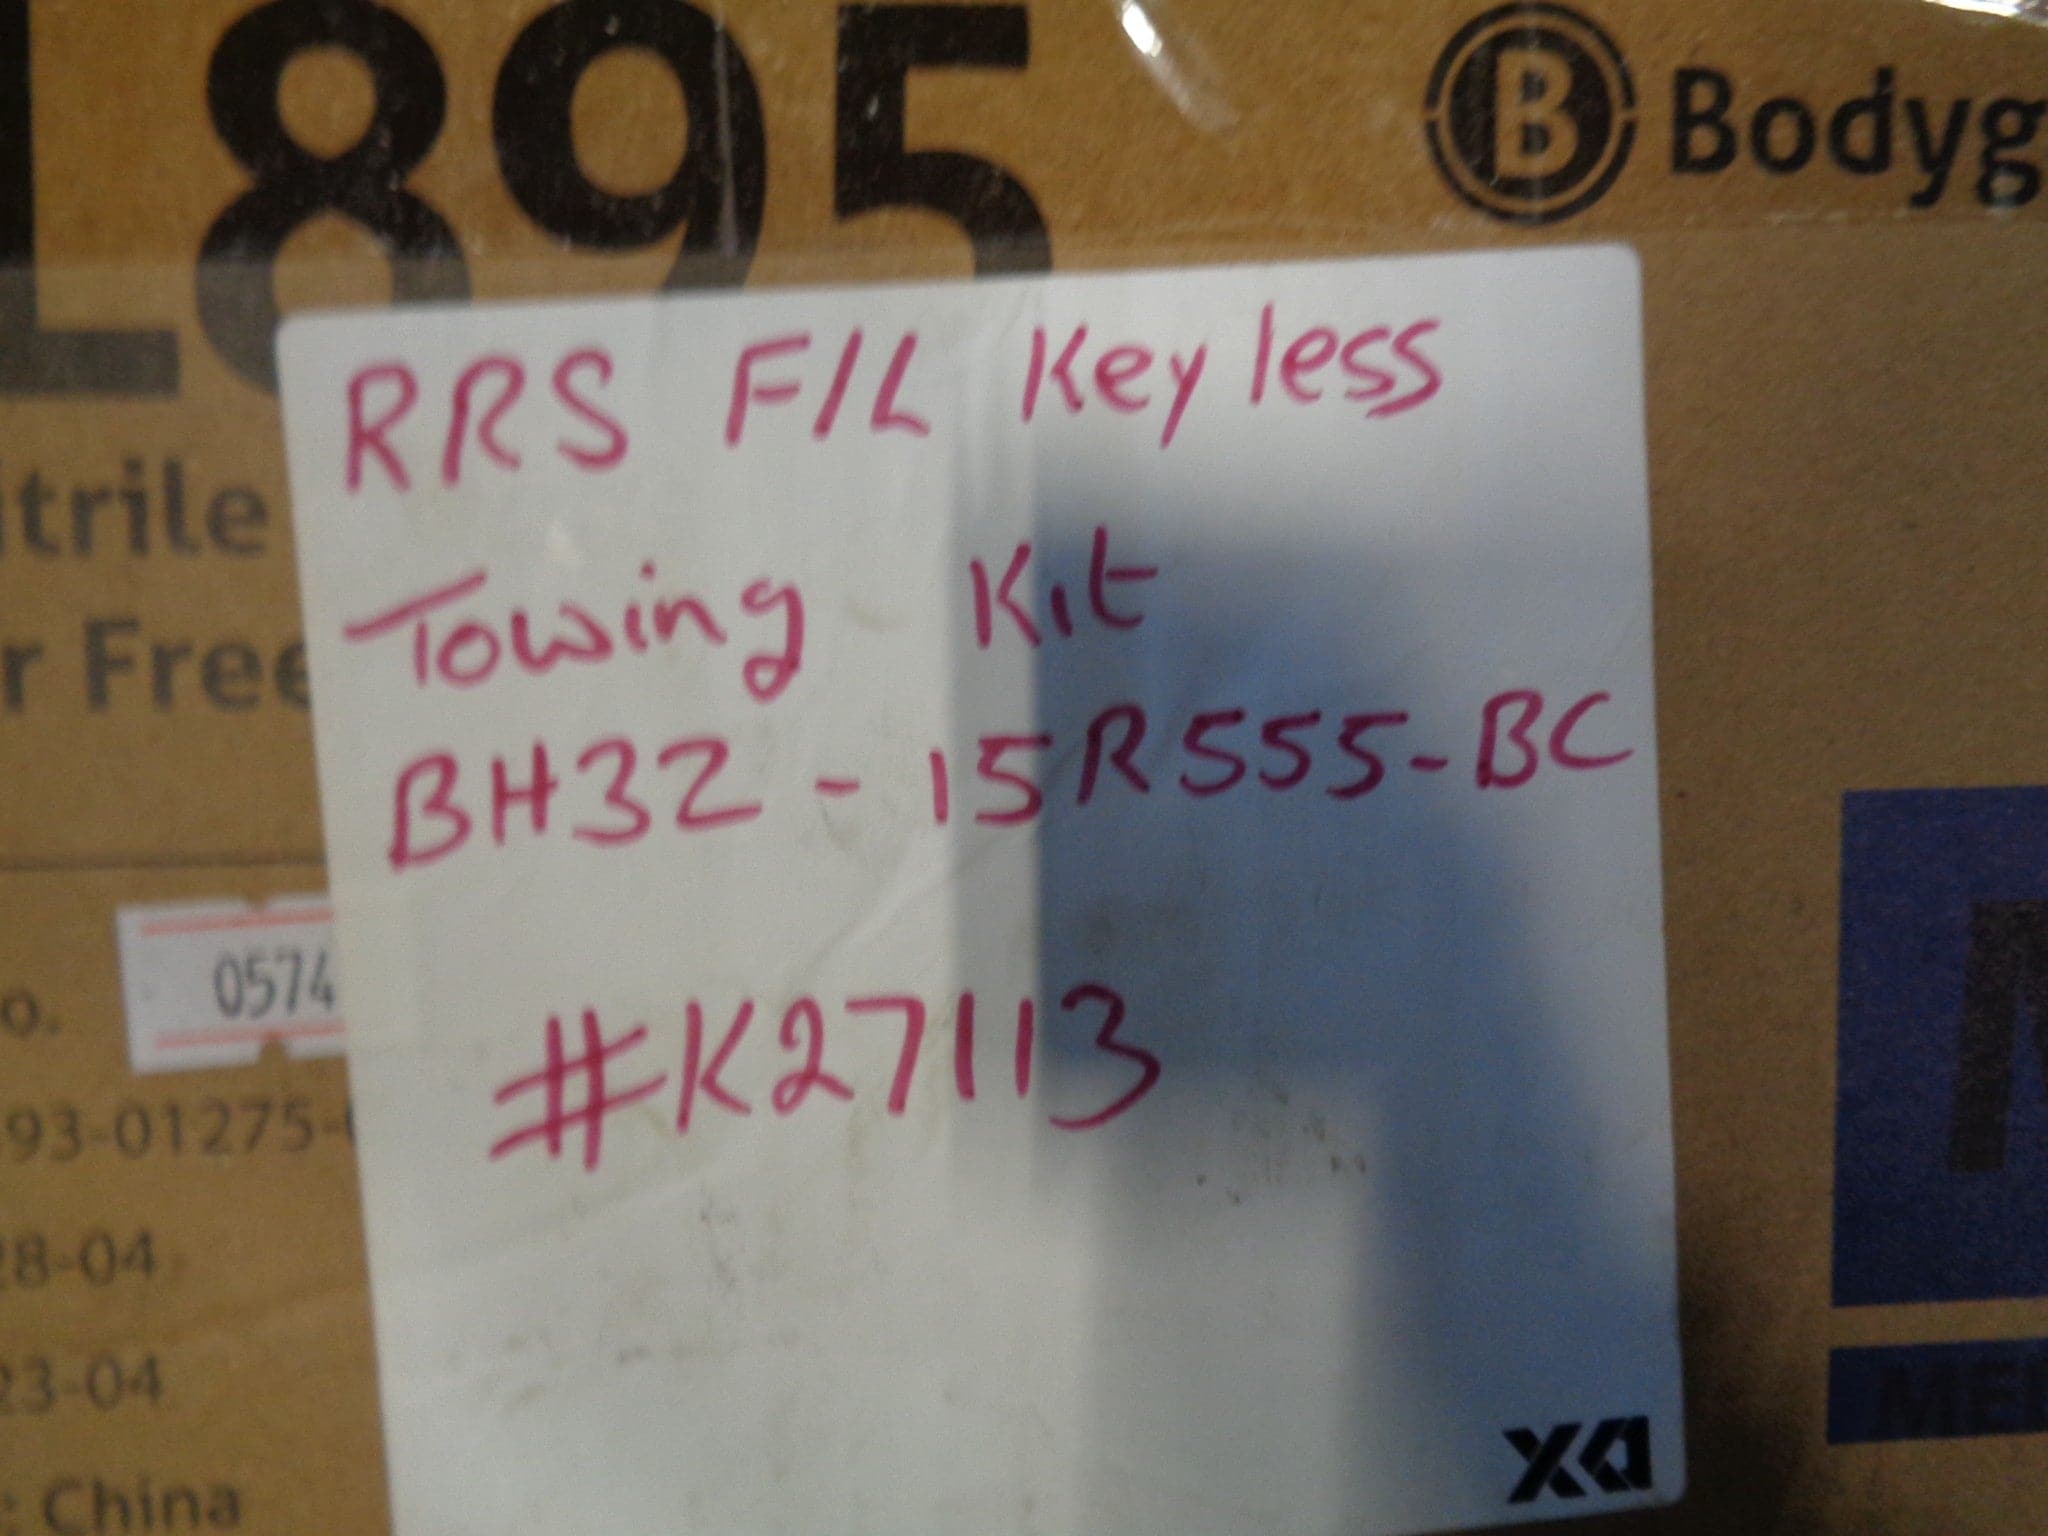 L895
B Bodyg
RRS F/L Keyless
Towing Kit
BH32-15R555-BC
#K27113
itrile
r Free
0574
o.
93-01275-
28-04
23-04
: China
XA